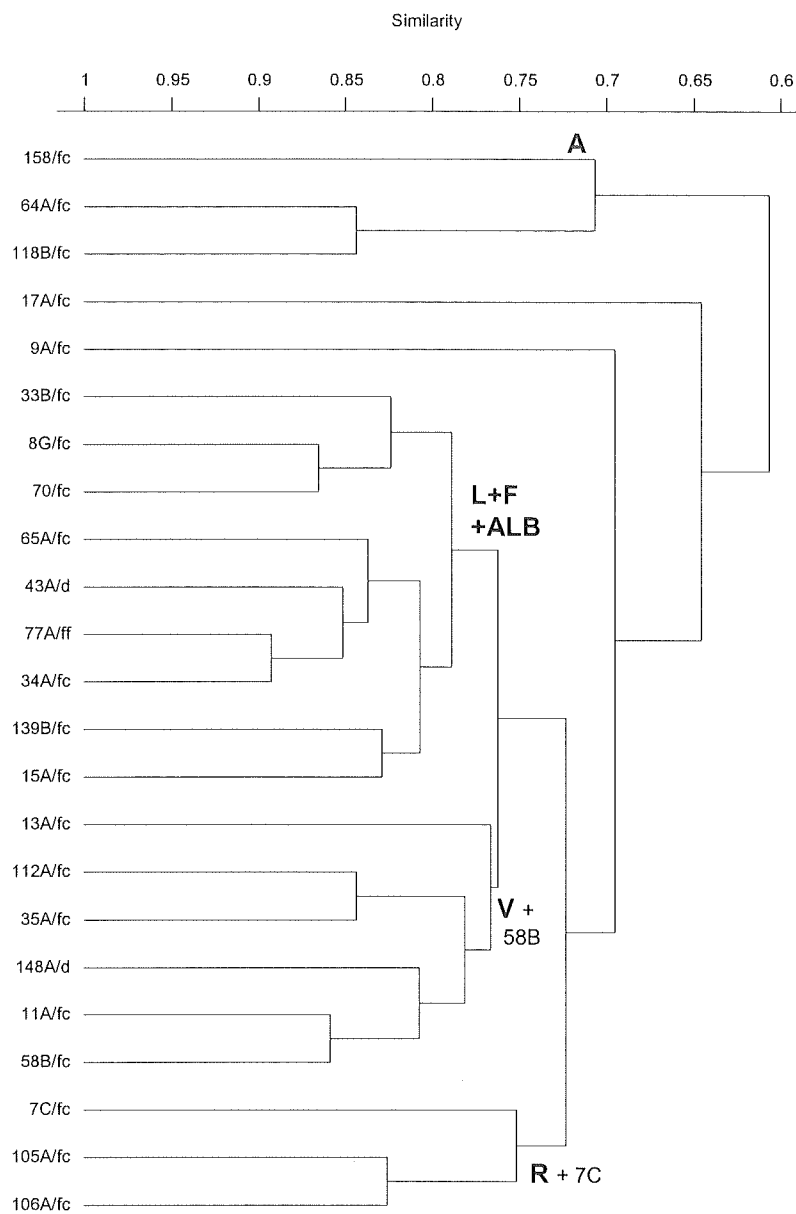 Similarity
1 0.95 0.9 0.85 0.8 0.75 0.7 0.65 0.6
A
158/fc
64A/fc
118B/fc
17A/fc
9A/fc
33B/fc
8G/fc
70/fc
L+F
+ALB
65A/fc
43A/d
77A/ff
34A/fc
139B/fc
15A/fc
13A/fc
112A/fc
35A/fc
V +
58B
148A/d
11A/fc
58B/fc
7C/fc
105A/fc
R + 7C
106A/fc